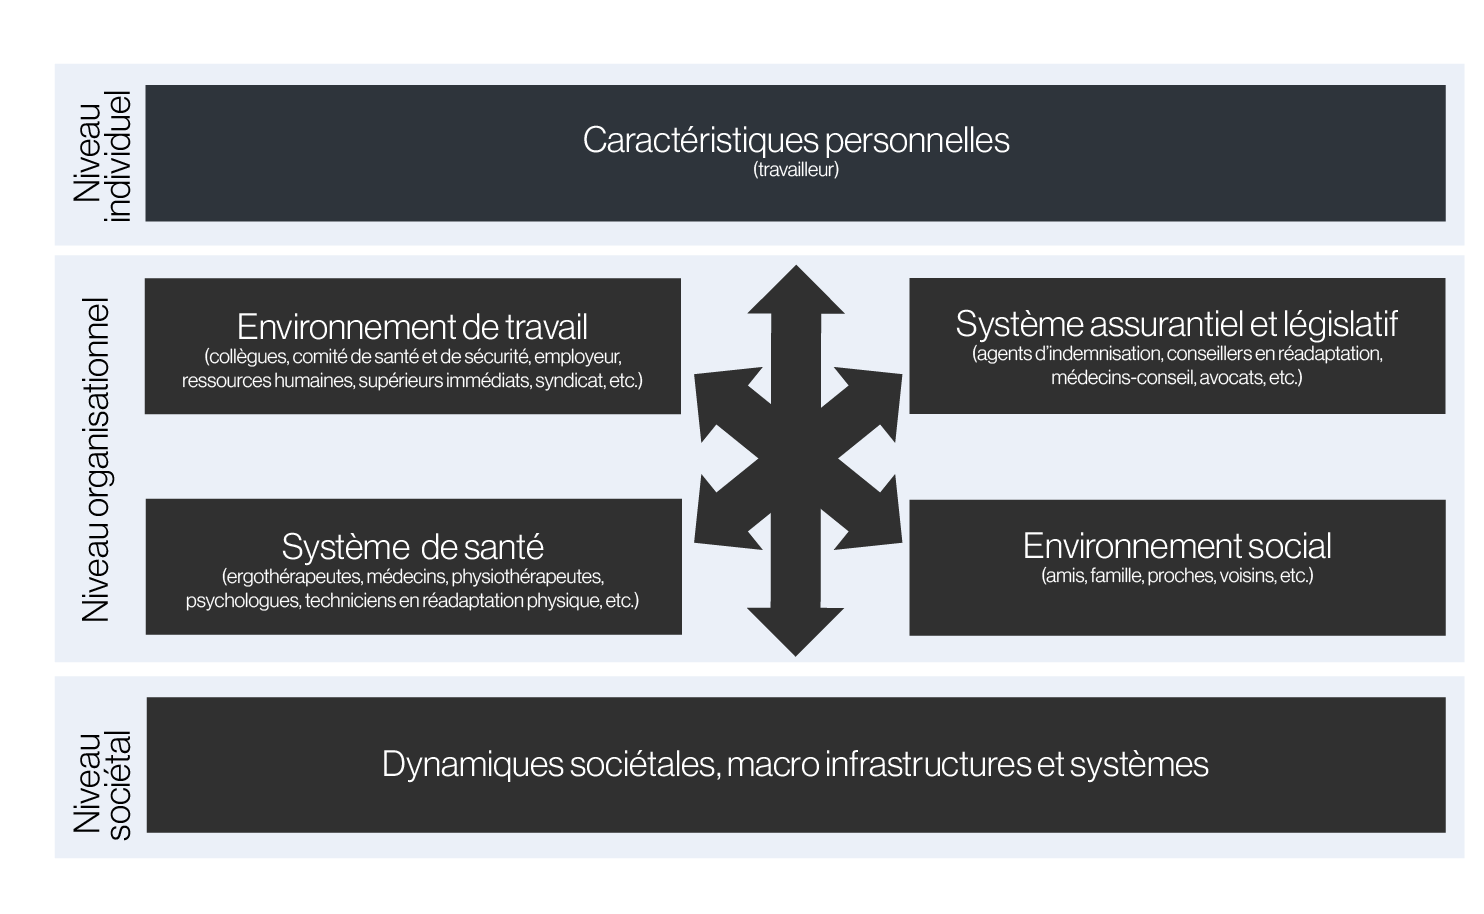 Niveau
individuel
Caractéristiques personnelles
(travailleur)
Niveau organisationnel
Environnement de travail
(collègues, comité de santé et de sécurité, employeur,
ressources humaines, supérieurs immédiats, syndicat, etc.)
Système assurantiel et législatif
(agents d'indemnisation, conseillers en réadaptation,
médecins-conseil, avocats, etc.)
Système de santé
(ergothérapeutes, médecins, physiothérapeutes,
psychologues, techniciens en réadaptation physique, etc.)
Environnement social
(amis, famille, proches, voisins, etc.)
Niveau
sociétal
Dynamiques sociétales, macro infrastructures et systèmes